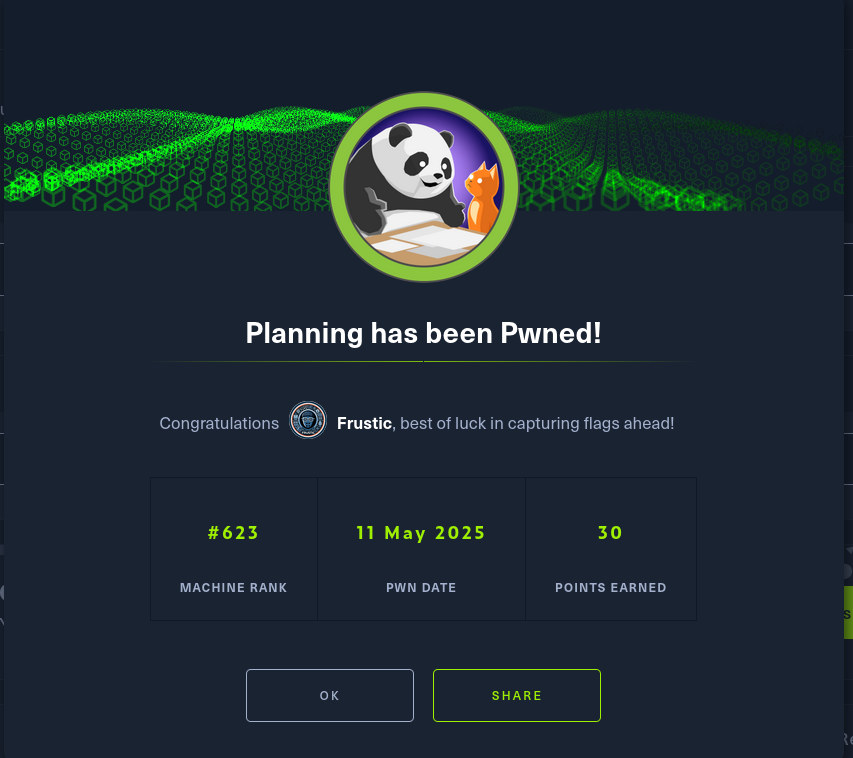 Planning has been Pwned!
Congratulations Frustic, best of luck in capturing flags ahead!
#623 11 May 2025 30
MACHINE RANK PWN DATE POINTS EARNED
OK SHARE